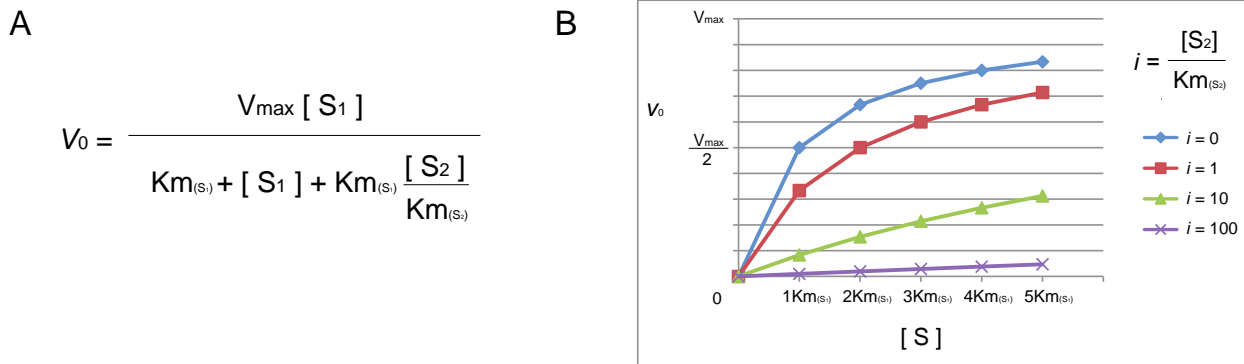 A
V0 =
Vmax [ S1 ]
Km(S1) + [ S1 ] + Km(S1) [ S2 ]
Km(S2)
B
Vmax
v0
Vmax
2
0
1Km(S1) 2Km(S1) 3Km(S1) 4Km(S1) 5Km(S1)
[ S ]
i = [S2]
Km(S2)
i = 0
i = 1
i = 10
i = 100